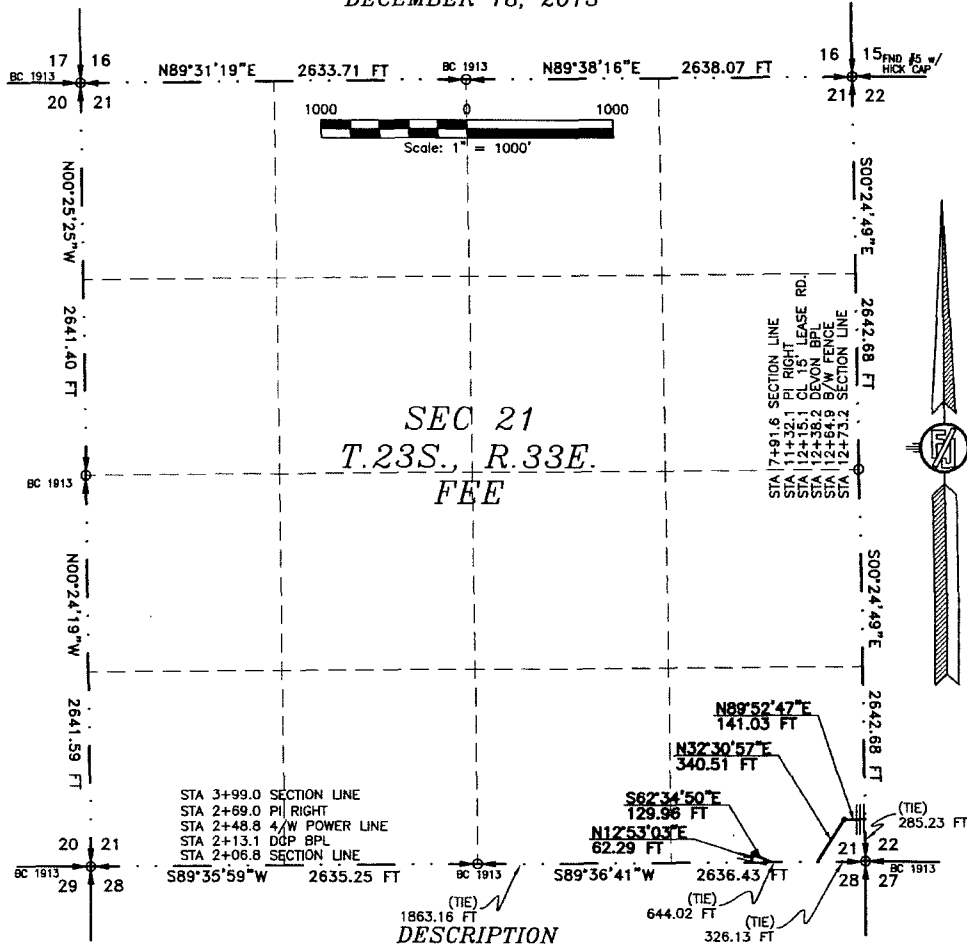 DECEMBER 18, 2013
17 16
BC 1913
20 21
N89°31'19"E 2633.71 FT
BC 1913
N89°38'16"E 2638.07 FT
16 15
FND #5 w/
HICK CAP
21 22
1000 0 1000
Scale: 1" = 1000'
N00°25'25"W
2641.40 FT
S00°24'49"E
2642.68 FT
STA 7+91.6 SECTION LINE
STA 11+32.1 PI RIGHT
STA 12+15.1 CL 15' LEASE RD.
STA 12+38.2 DEVON BPL
STA 12+64.9 B/W FENCE
STA 12+73.2 SECTION LINE
SEC 21
T.23S., R.33E.
FEE
BC 1913
N00°24'19"W
2641.59 FT
S00°24'49"E
2642.68 FT
N89°52'47"E
141.03 FT
N32°30'57"E
340.51 FT
S62°34'50"E
129.96 FT
N12°53'03"E
62.29 FT
(TIE)
285.23 FT
STA 3+99.0 SECTION LINE
STA 2+69.0 PI RIGHT
STA 2+48.8 4/W POWER LINE
STA 2+13.1 DCP BPL
STA 2+06.8 SECTION LINE
20 21
BC 1913
29 28
S89°35'59"W 2635.25 FT
BC 1913
S89°36'41"W 2636.43 FT
21 22
BC 1913
28 27
(TIE)
1863.16 FT
(TIE)
644.02 FT
(TIE)
326.13 FT
DESCRIPTION